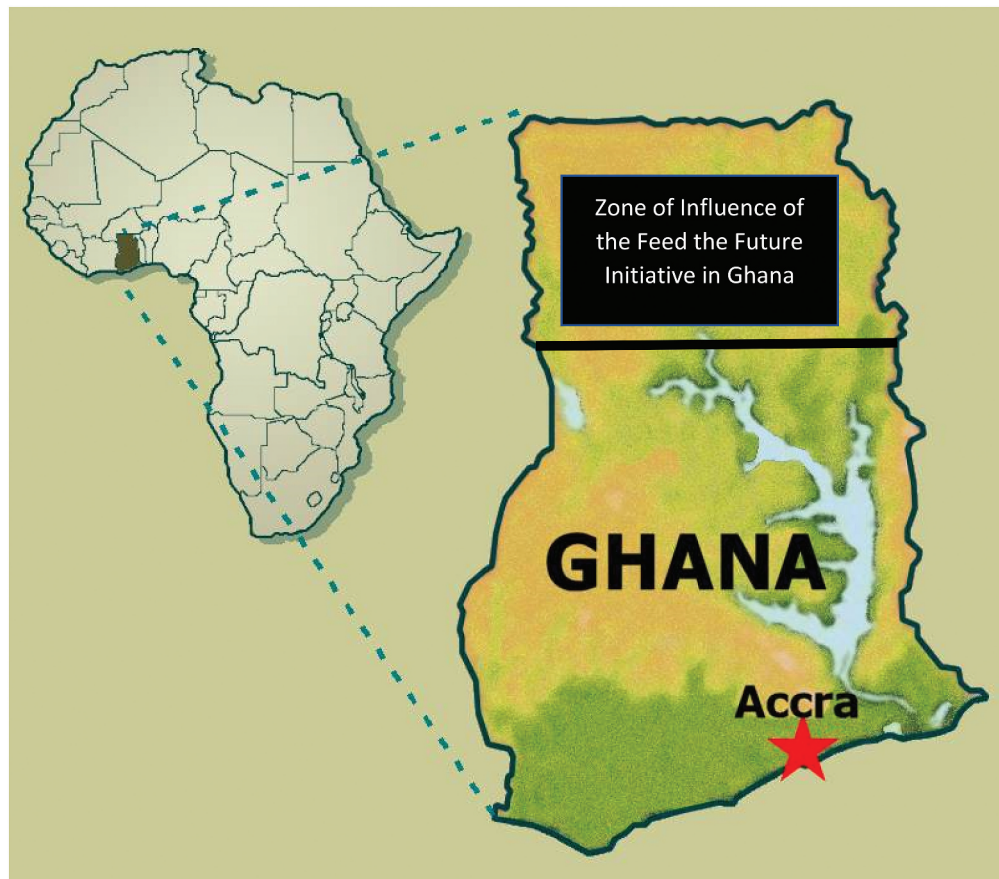 Zone of Influence of
the Feed the Future
Initiative in Ghana
GHANA
Accra